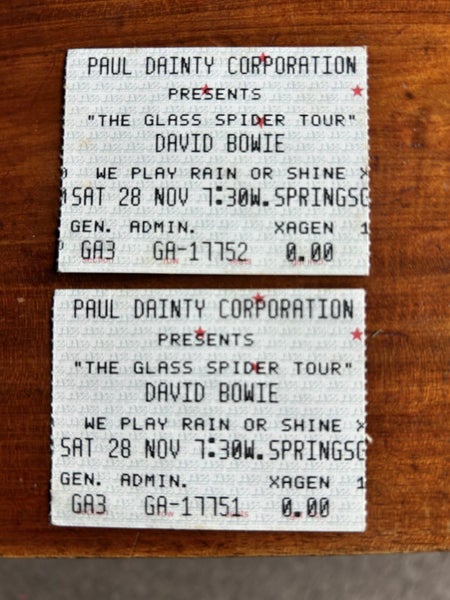 PAUL DAINTY CORPORATION
PRESENTS
"THE GLASS SPIDER TOUR"
DAVID BOWIE
WE PLAY RAIN OR SHINE X
SAT 28 NOV 7:30W.SPRINGSG
GEN. ADMIN. XAGEN 1
GA3 GA-17752 0.00
PAUL DAINTY CORPORATION
PRESENTS
"THE GLASS SPIDER TOUR"
DAVID BOWIE
WE PLAY RAIN OR SHINE X
SAT 28 NOV 7:30W.SPRINGSG
GEN. ADMIN. XAGEN 1
GA3 GA-17751 0.00